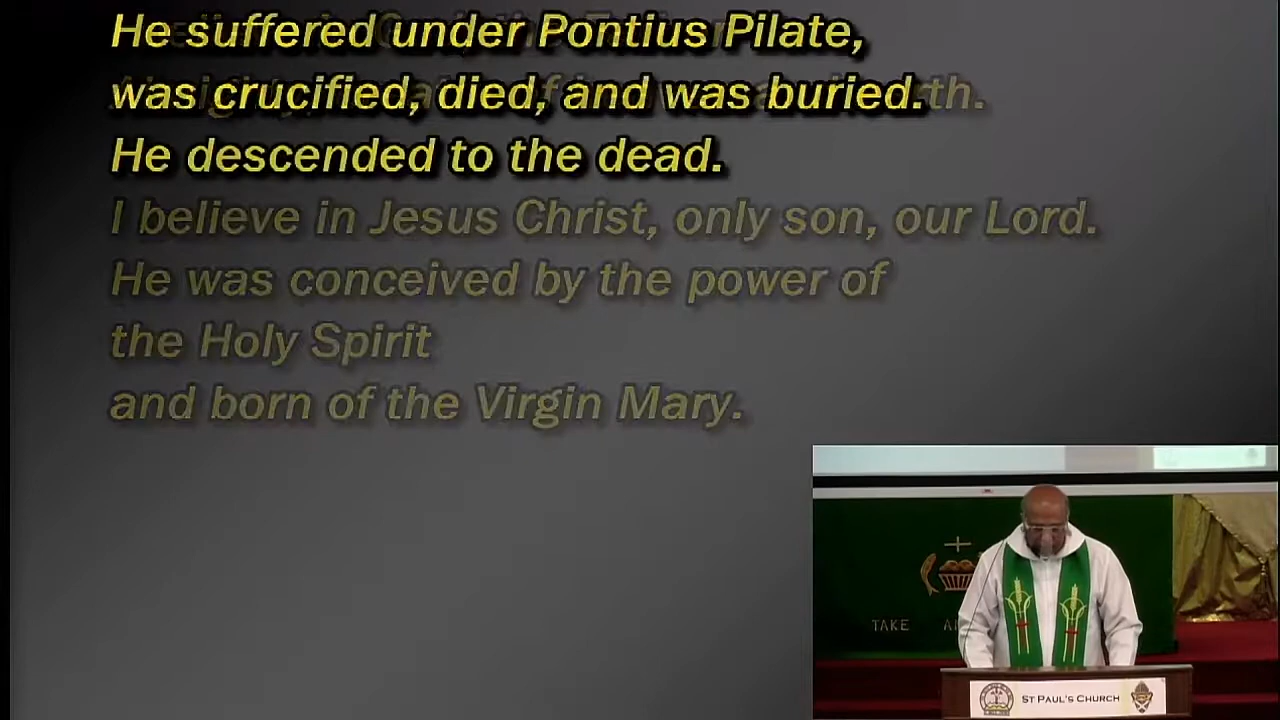 He suffered under Pontius Pilate,
was crucified, died, and was buried.
He descended to the dead.
I believe in Jesus Christ, only son, our Lord.
He was conceived by the power of
the Holy Spirit
and born of the Virgin Mary.
TAKE
ST PAUL'S CHURCH